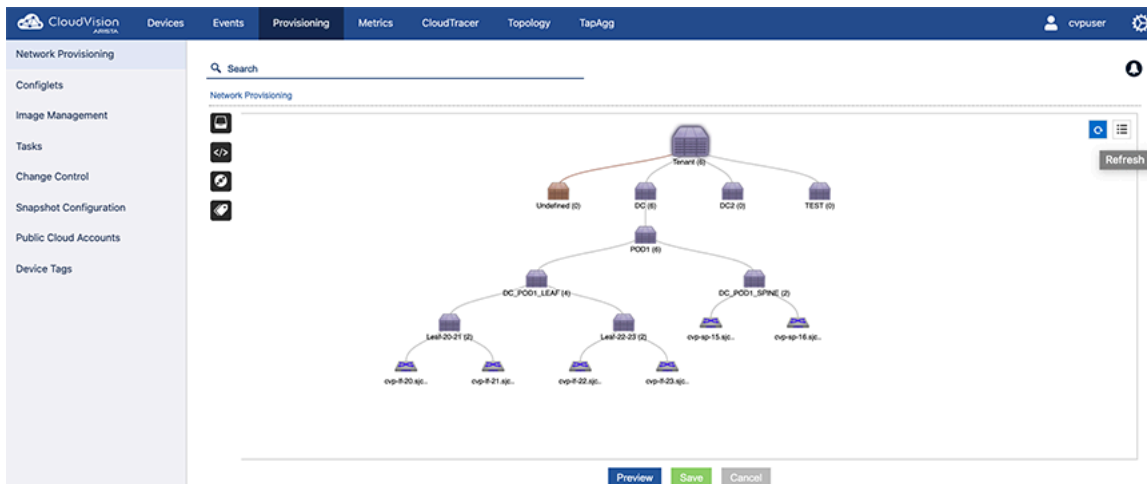 CloudVision
ARISTA
Devices
Events
Provisioning
Metrics
CloudTracer
Topology
TapAgg
cvpuser
Network Provisioning
Configlets
Image Management
Tasks
Change Control
Snapshot Configuration
Public Cloud Accounts
Device Tags
Search
Network Provisioning
Refresh
Tenant (6)
Undefined (0)
DC (6)
DC2 (0)
TEST (0)
POD1 (6)
DC_POD1_LEAF (4)
DC_POD1_SPINE (2)
Leaf-20-21 (2)
Leaf-22-23 (2)
cvp-sp-15.sjc..
cvp-sp-16.sjc..
cvp-lf-20.sjc..
cvp-lf-21.sjc..
cvp-lf-22.sjc..
cvp-lf-23.sjc..
Preview
Save
Cancel